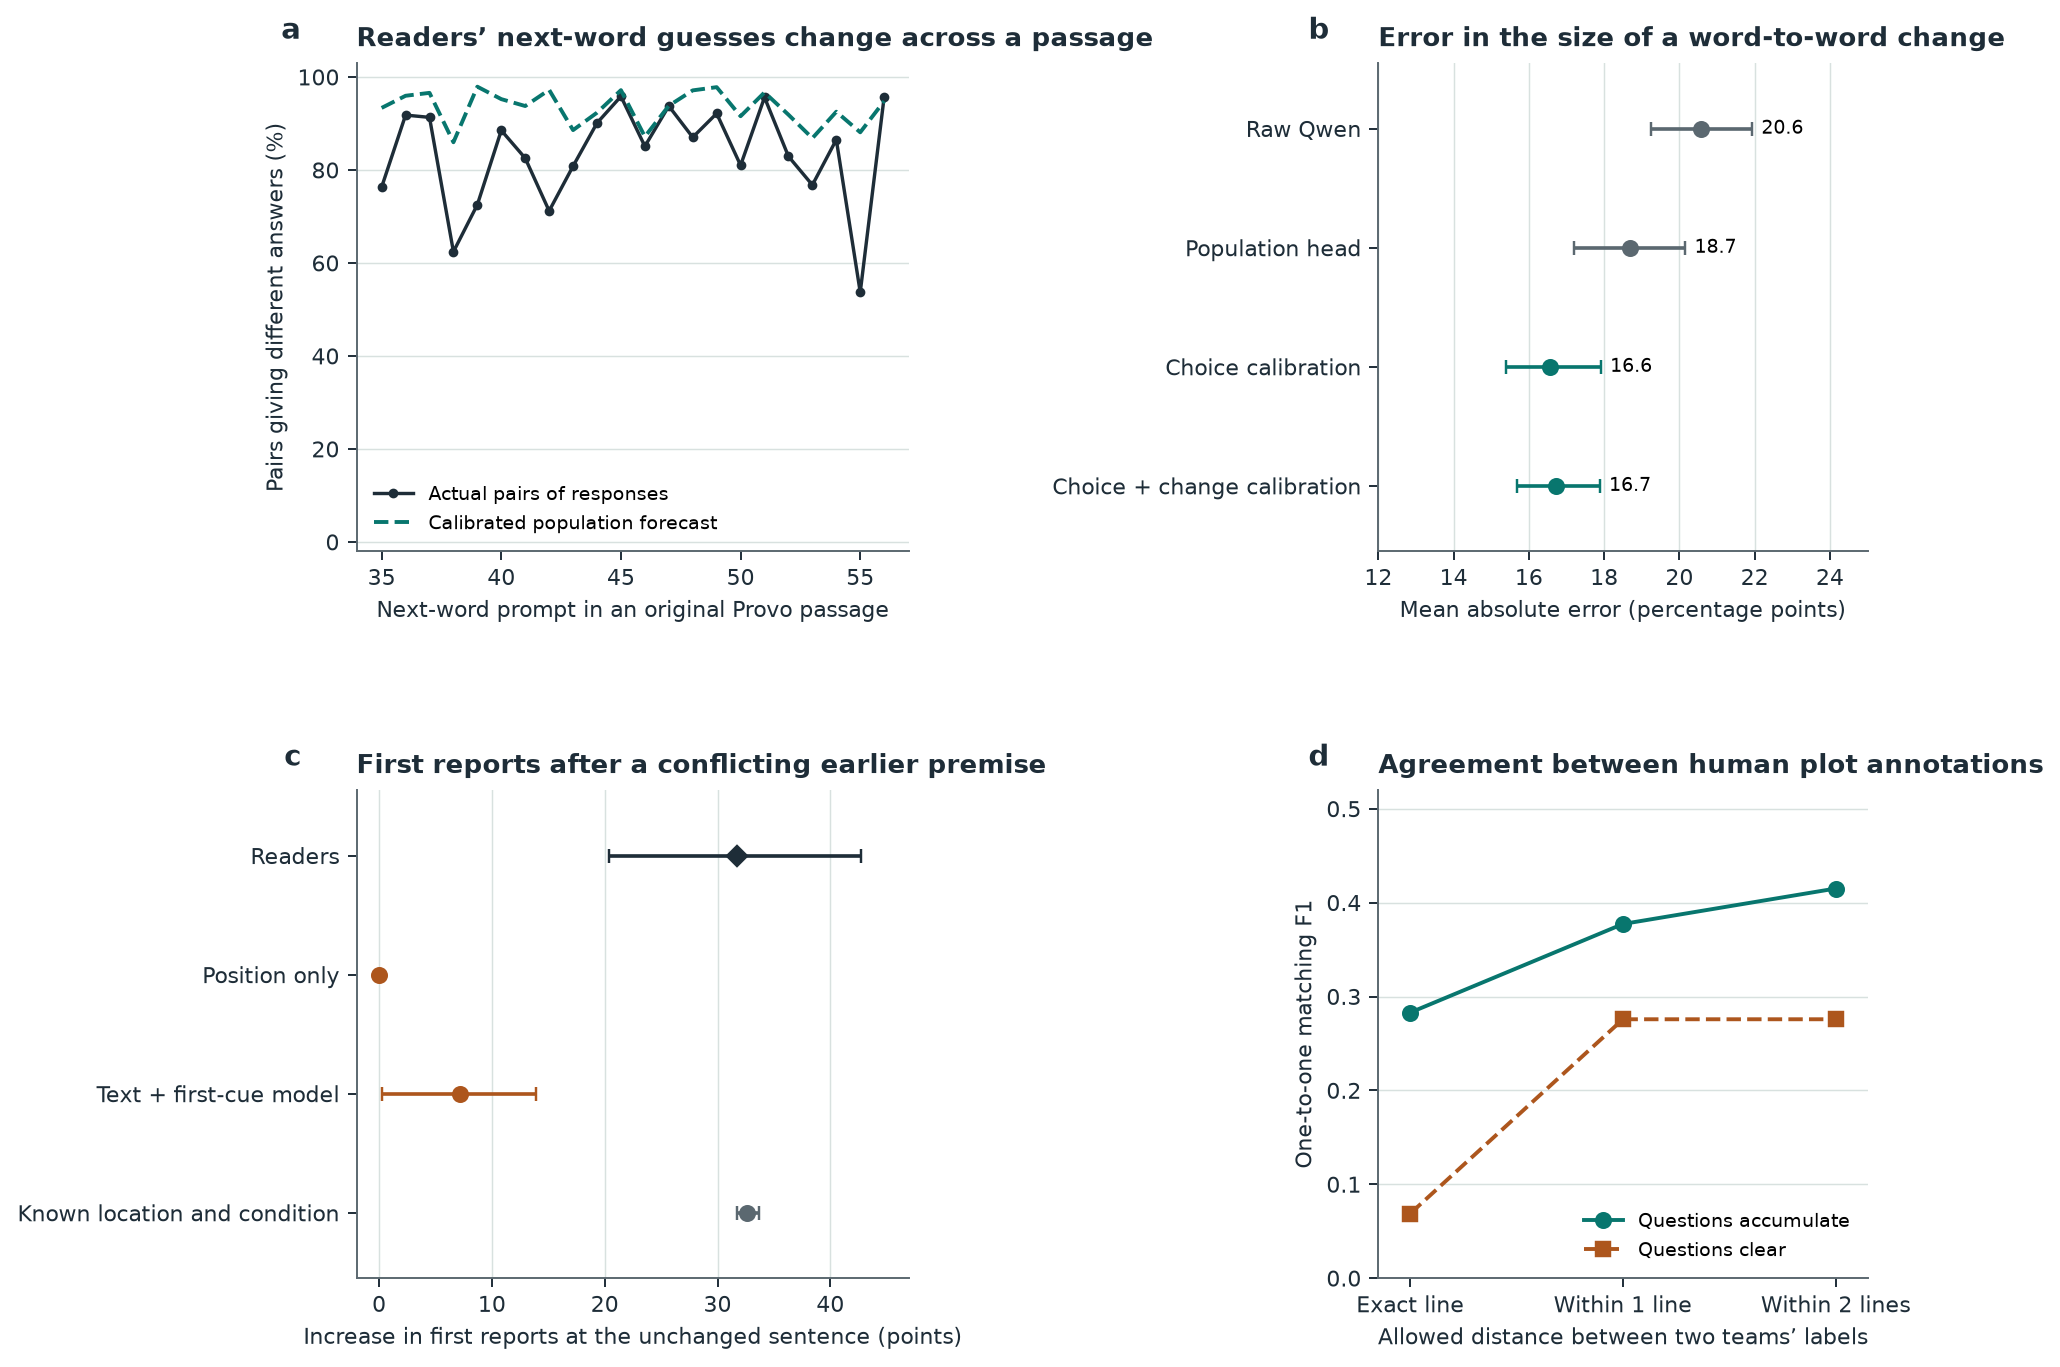 a
Readers’ next-word guesses change across a passage
Pairs giving different answers (%)
100
80
60
40
20
0
Actual pairs of responses
Calibrated population forecast
35 40 45 50 55
Next-word prompt in an original Provo passage
b
Error in the size of a word-to-word change
Raw Qwen
20.6
Population head
18.7
Choice calibration
16.6
Choice + change calibration
16.7
12 14 16 18 20 22 24
Mean absolute error (percentage points)
c
First reports after a conflicting earlier premise
Readers
Position only
Text + first-cue model
Known location and condition
0 10 20 30 40
Increase in first reports at the unchanged sentence (points)
d
Agreement between human plot annotations
One-to-one matching F1
0.5
0.4
0.3
0.2
0.1
0.0
Questions accumulate
Questions clear
Exact line Within 1 line Within 2 lines
Allowed distance between two teams’ labels